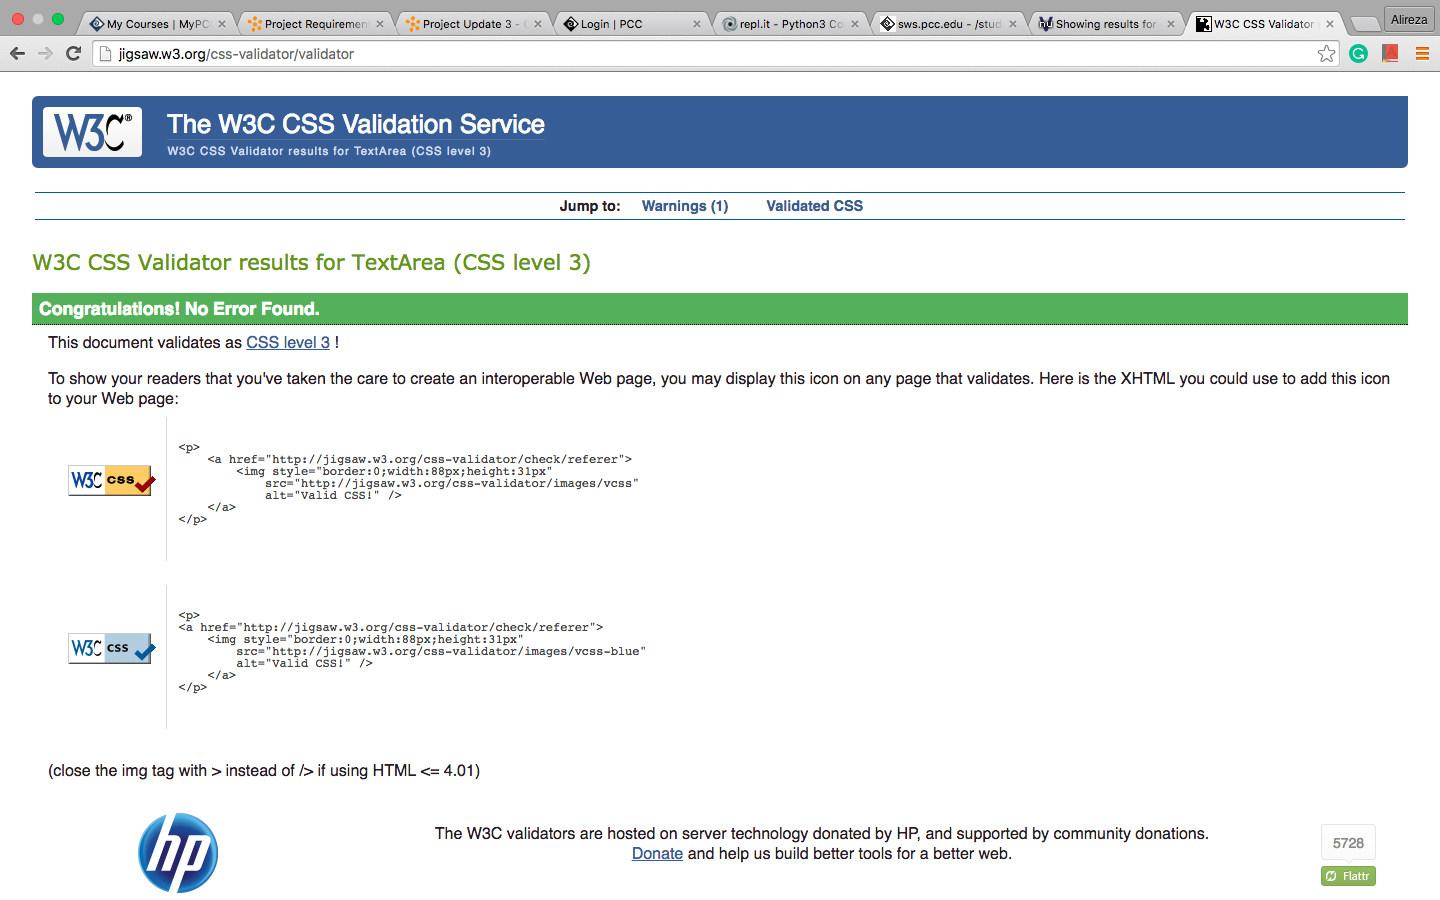 My Courses | MyPC
Project Requirement
Project Update 3 -
Login | PCC
repl.it - Python3 Co
sws.pcc.edu - /stud
Showing results for
W3C CSS Validator
Alireza
jigsaw.w3.org/css-validator/validator
W3C®
The W3C CSS Validation Service
W3C CSS Validator results for TextArea (CSS level 3)
Jump to: Warnings (1) Validated CSS
W3C CSS Validator results for TextArea (CSS level 3)
Congratulations! No Error Found.
This document validates as CSS level 3 !
To show your readers that you've taken the care to create an interoperable Web page, you may display this icon on any page that validates. Here is the XHTML you could use to add this icon
to your Web page:
W3C CSS
<p>
<a href="http://jigsaw.w3.org/css-validator/check/referer">
<img style="border:0;width:88px;height:31px"
src="http://jigsaw.w3.org/css-validator/images/vcss"
alt="Valid CSS!" />
</a>
</p>
W3C CSS
<p>
<a href="http://jigsaw.w3.org/css-validator/check/referer">
<img style="border:0;width:88px;height:31px"
src="http://jigsaw.w3.org/css-validator/images/vcss-blue"
alt="Valid CSS!" />
</a>
</p>
(close the img tag with > instead of /> if using HTML <= 4.01)
hp
The W3C validators are hosted on server technology donated by HP, and supported by community donations.
Donate and help us build better tools for a better web.
5728
Flattr